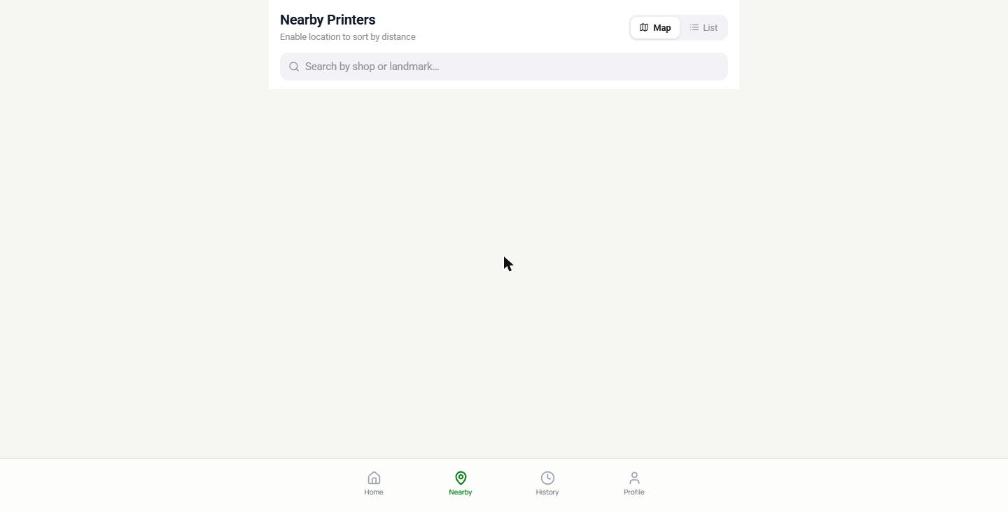 Nearby Printers
Enable location to sort by distance
Map
List
Search by shop or landmark...
Home
Nearby
History
Profile